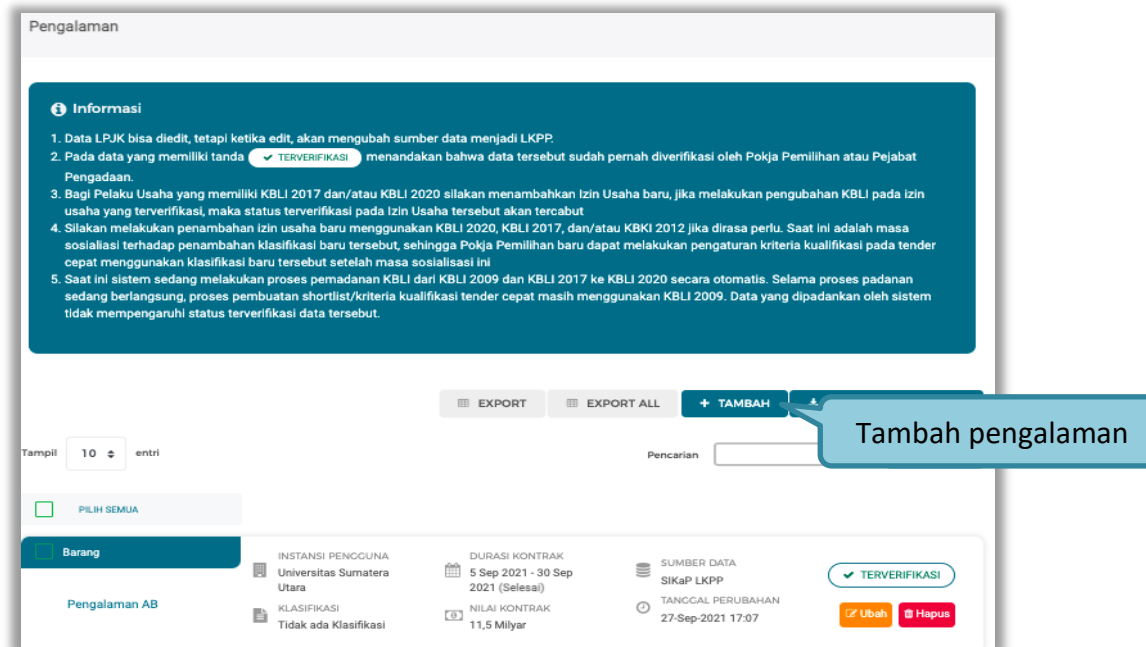 Pengalaman
Informasi
1. Data LPJK bisa diedit, tetapi ketika edit, akan mengubah sumber data menjadi LKPP.
2. Pada data yang memiliki tanda TERVERIFIKASI menandakan bahwa data tersebut sudah pernah diverifikasi oleh Pokja Pemilihan atau Pejabat
Pengadaan.
3. Bagi Pelaku Usaha yang memiliki KBLI 2017 dan/atau KBLI 2020 silakan menambahkan Izin Usaha baru, jika melakukan pengubahan KBLI pada izin
usaha yang terverifikasi, maka status terverifikasi pada Izin Usaha tersebut akan tercabut
4. Silakan melakukan penambahan izin usaha baru menggunakan KBLI 2020, KBLI 2017, dan/atau KBKI 2012 jika dirasa perlu. Saat ini adalah masa
sosialiasi terhadap penambahan klasifikasi baru tersebut, sehingga Pokja Pemilihan baru dapat melakukan pengaturan kriteria kualifikasi pada tender
cepat menggunakan klasifikasi baru tersebut setelah masa sosialisasi ini
5. Saat ini sistem sedang melakukan proses pemadanan KBLI dari KBLI 2009 dan KBLI 2017 ke KBLI 2020 secara otomatis. Selama proses padanan
sedang berlangsung, proses pembuatan shortlist/kriteria kualifikasi tender cepat masih menggunakan KBLI 2009. Data yang dipadankan oleh sistem
tidak mempengaruhi status terverifikasi data tersebut.
EXPORT EXPORT ALL + TAMBAH
Tambah pengalaman
Tampil 10 entri Pencarian
PILIH SEMUA
Barang
Pengalaman AB
INSTANSI PENGGUNA
Universitas Sumatera
Utara
KLASIFIKASI
Tidak ada Klasifikasi
DURASI KONTRAK
5 Sep 2021 - 30 Sep
2021 (Selesai)
NILAI KONTRAK
11,5 Milyar
SUMBER DATA
SIKaP LKPP
TANGGAL PERUBAHAN
27-Sep-2021 17:07
TERVERIFIKASI
Ubah Hapus